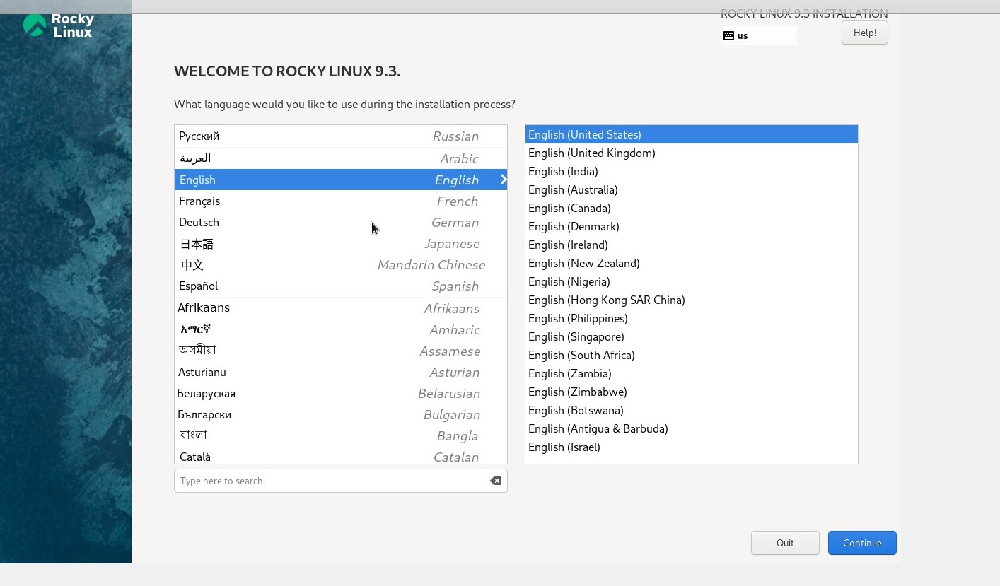 Rocky
Linux
ROCKY LINUX 9.3 INSTALLATION
us
Help!
WELCOME TO ROCKY LINUX 9.3.
What language would you like to use during the installation process?
Русский Russian
العربية Arabic
English English
Français French
Deutsch German
日本語 Japanese
中文 Mandarin Chinese
Español Spanish
Afrikaans Afrikaans
አማርኛ Amharic
অসমীয়া Assamese
Asturianu Asturian
Беларуская Belarusian
Български Bulgarian
বাংলা Bangla
Català Catalan
Type here to search.
English (United States)
English (United Kingdom)
English (India)
English (Australia)
English (Canada)
English (Denmark)
English (Ireland)
English (New Zealand)
English (Nigeria)
English (Hong Kong SAR China)
English (Philippines)
English (Singapore)
English (South Africa)
English (Zambia)
English (Zimbabwe)
English (Botswana)
English (Antigua & Barbuda)
English (Israel)
Quit
Continue